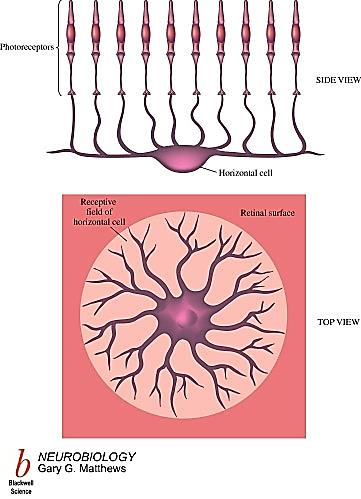 Photoreceptors
SIDE VIEW
Horizontal cell
Receptive
field of
horizontal cell
Retinal surface
TOP VIEW
b
Blackwell
Science
NEUROBIOLOGY
Gary G. Matthews